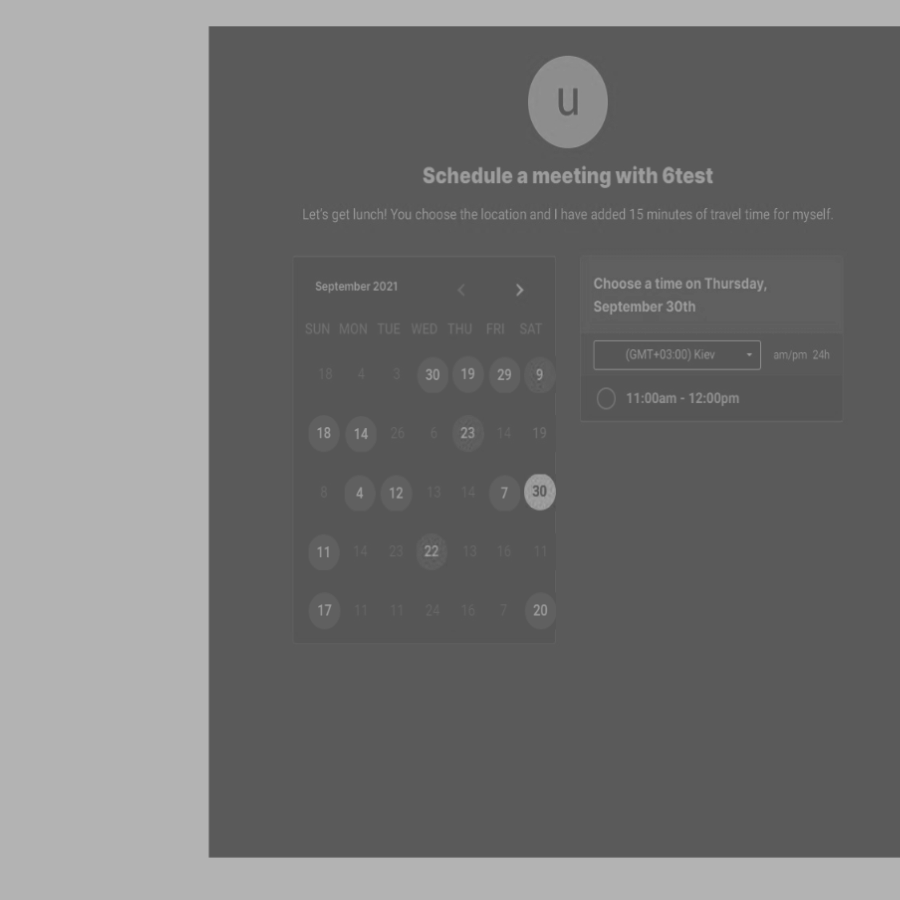 u
Schedule a meeting with 6test
Let's get lunch! You choose the location and I have added 15 minutes of travel time for myself.
September 2021
SUN MON TUE WED THU FRI SAT
18 4 3 30 19 29 9
18 14 26 6 23 14 19
8 4 12 13 14 7 30
11 14 23 22 13 16 11
17 11 11 24 16 7 20
Choose a time on Thursday,
September 30th
(GMT+03:00) Kiev am/pm 24h
11:00am - 12:00pm